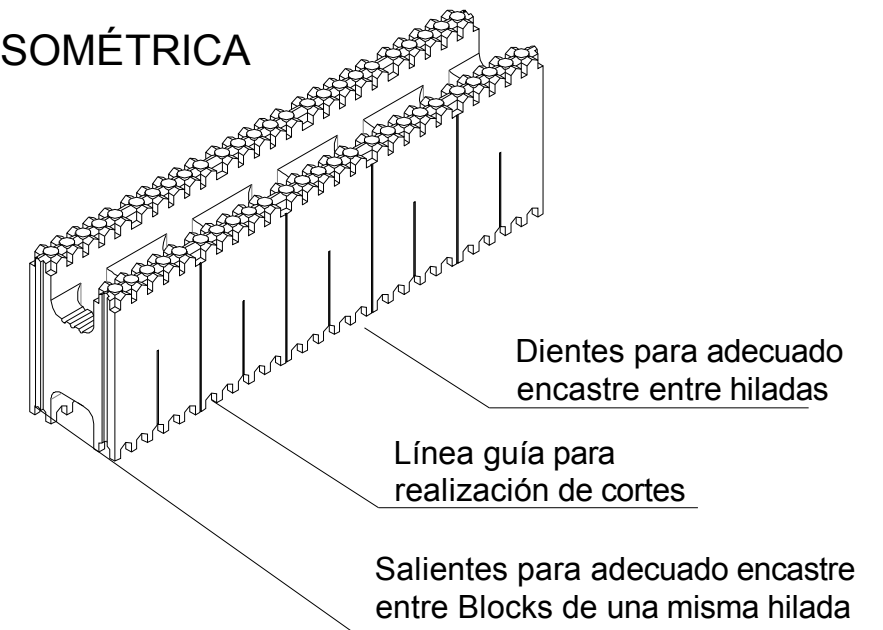 SOMÉTRICA
Dientes para adecuado
encastre entre hiladas
Línea guía para
realización de cortes
Salientes para adecuado encastre
entre Blocks de una misma hilada